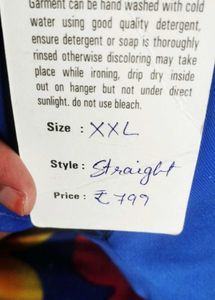 Garment can be hand washed with cold
water using good quality detergent,
ensure detergent or soap is thoroughly
rinsed otherwise discoloring may take
place while ironing, drip dry inside
out on hanger but not under direct
sunlight. do not use bleach.
Size : XXL
Style : Straight
Price : ₹799